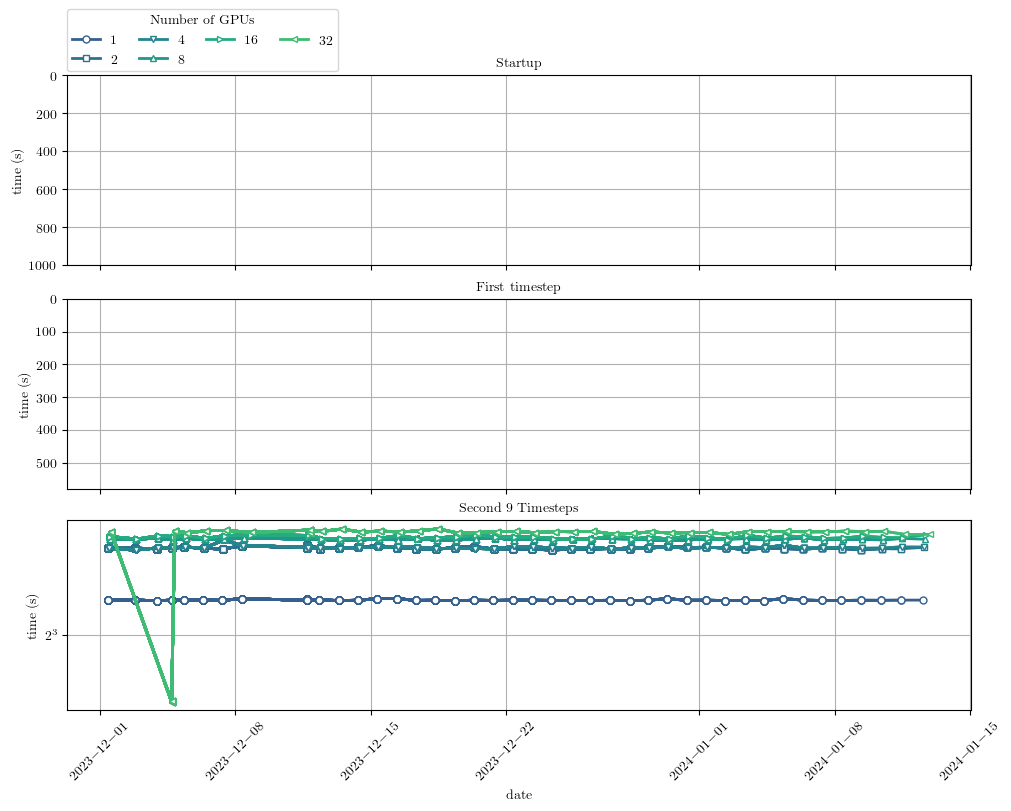 Number of GPUs
1 4 16 32
2 8
Startup
0
200
400
600
800
1000
time (s)
First timestep
0
100
200
300
400
500
time (s)
Second 9 Timesteps
2³
time (s)
2023−12−01 2023−12−08 2023−12−15 2023−12−22 2024−01−01 2024−01−08 2024−01−15
date